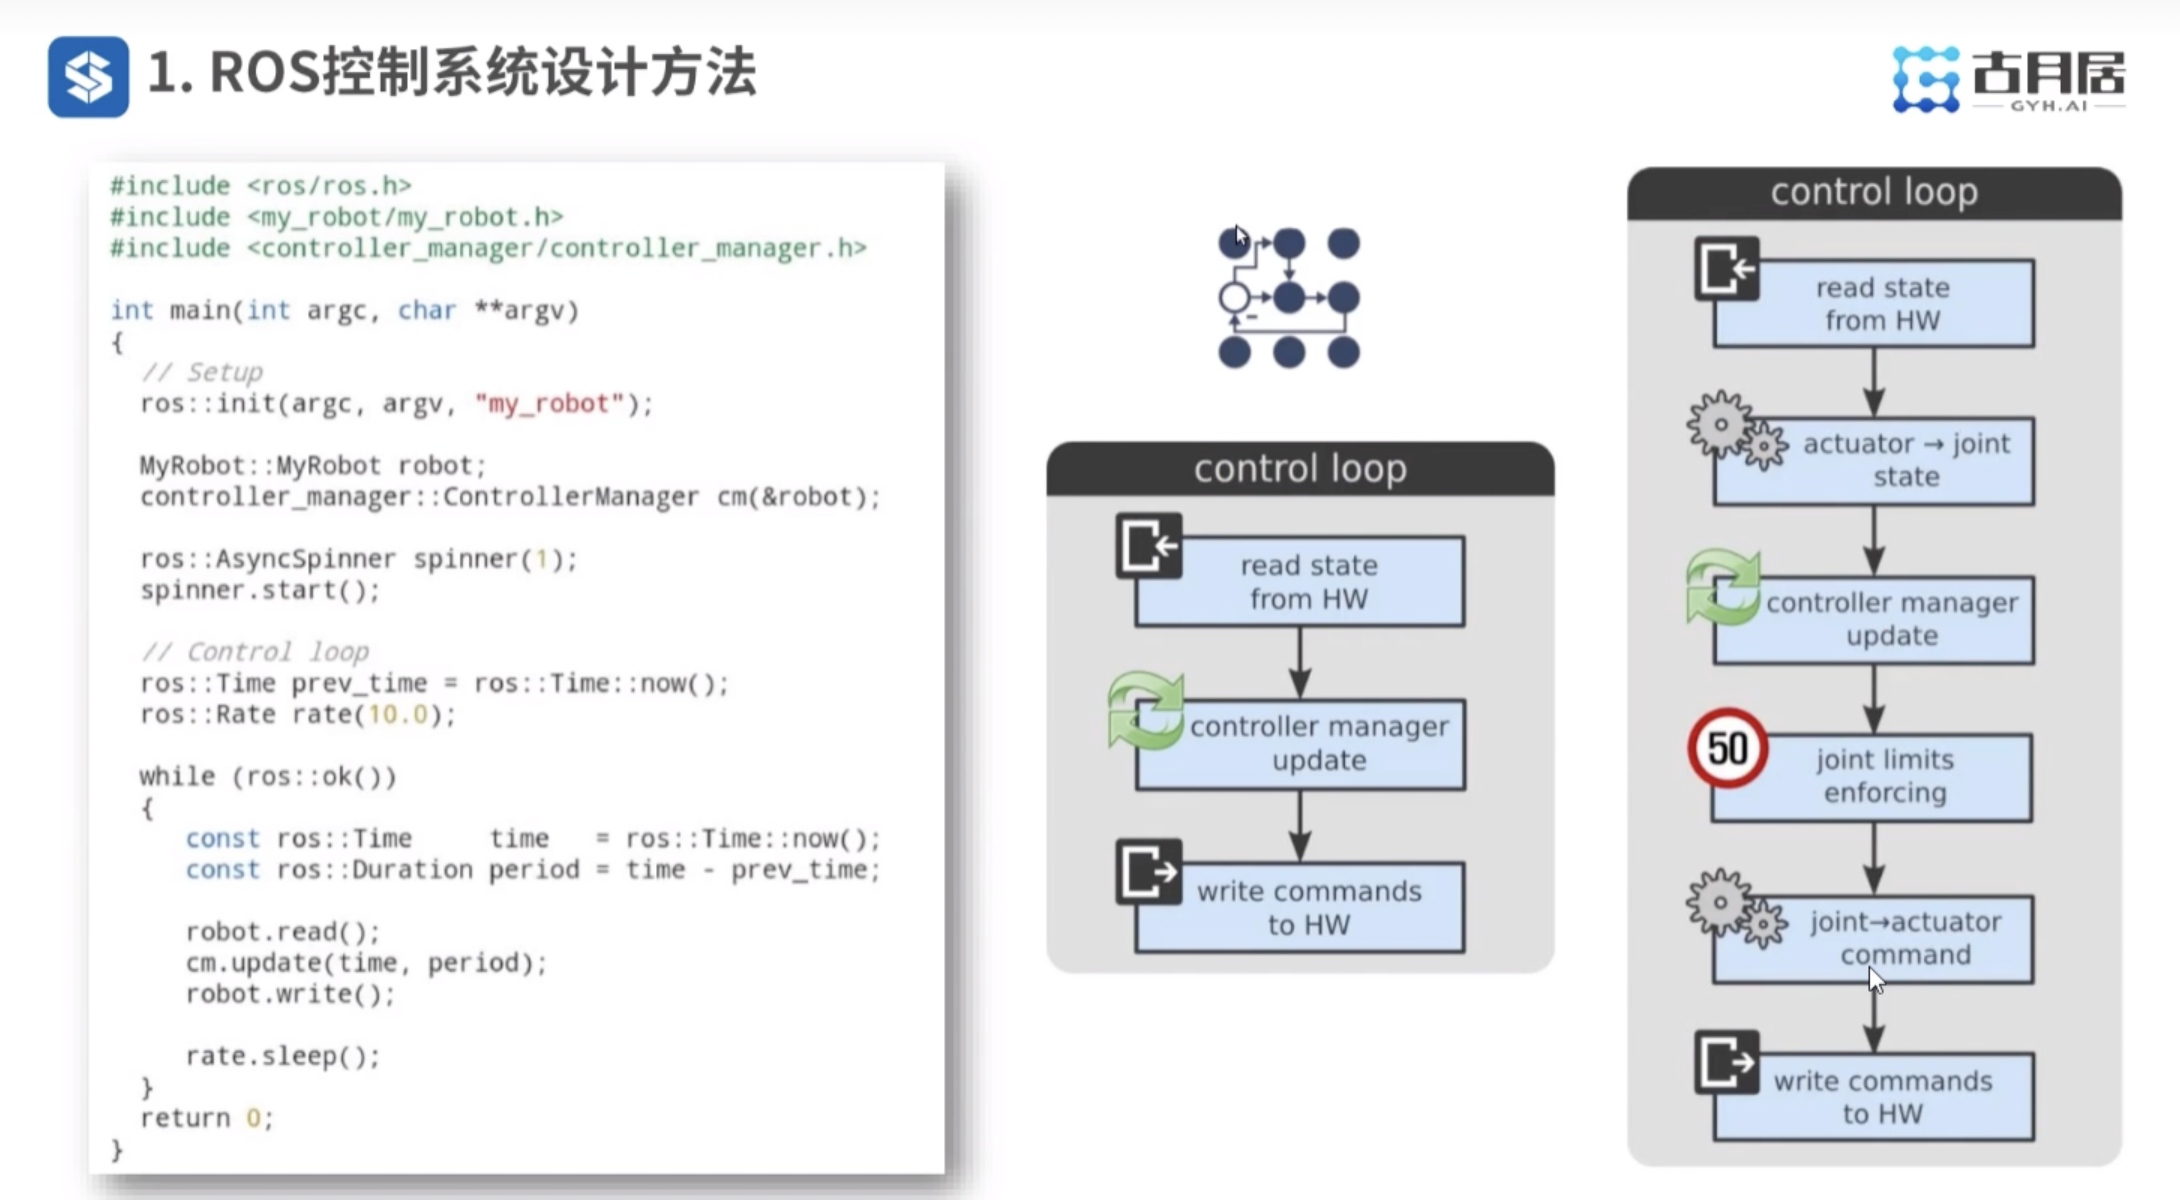 1. ROS控制系统设计方法
古月居
GYH.AI
#include <ros/ros.h>
#include <my_robot/my_robot.h>
#include <controller_manager/controller_manager.h>
int main(int argc, char **argv)
{
// Setup
ros::init(argc, argv, "my_robot");
MyRobot::MyRobot robot;
controller_manager::ControllerManager cm(&robot);
ros::AsyncSpinner spinner(1);
spinner.start();
// Control loop
ros::Time prev_time = ros::Time::now();
ros::Rate rate(10.0);
while (ros::ok())
{
const ros::Time     time   = ros::Time::now();
const ros::Duration period = time - prev_time;
robot.read();
cm.update(time, period);
robot.write();
rate.sleep();
}
return 0;
}
control loop
read state
from HW
controller manager
update
write commands
to HW
control loop
read state
from HW
actuator → joint
state
controller manager
update
50
joint limits
enforcing
joint→actuator
command
write commands
to HW